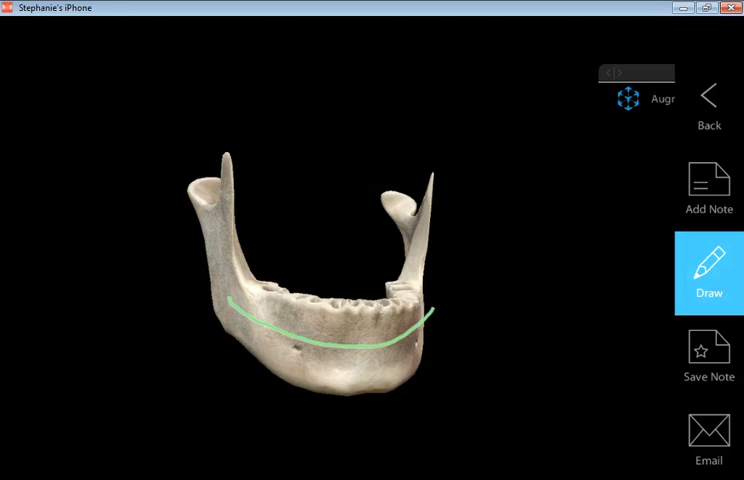 Stephanie's iPhone
Augr
Back
Add Note
Draw
Save Note
Email